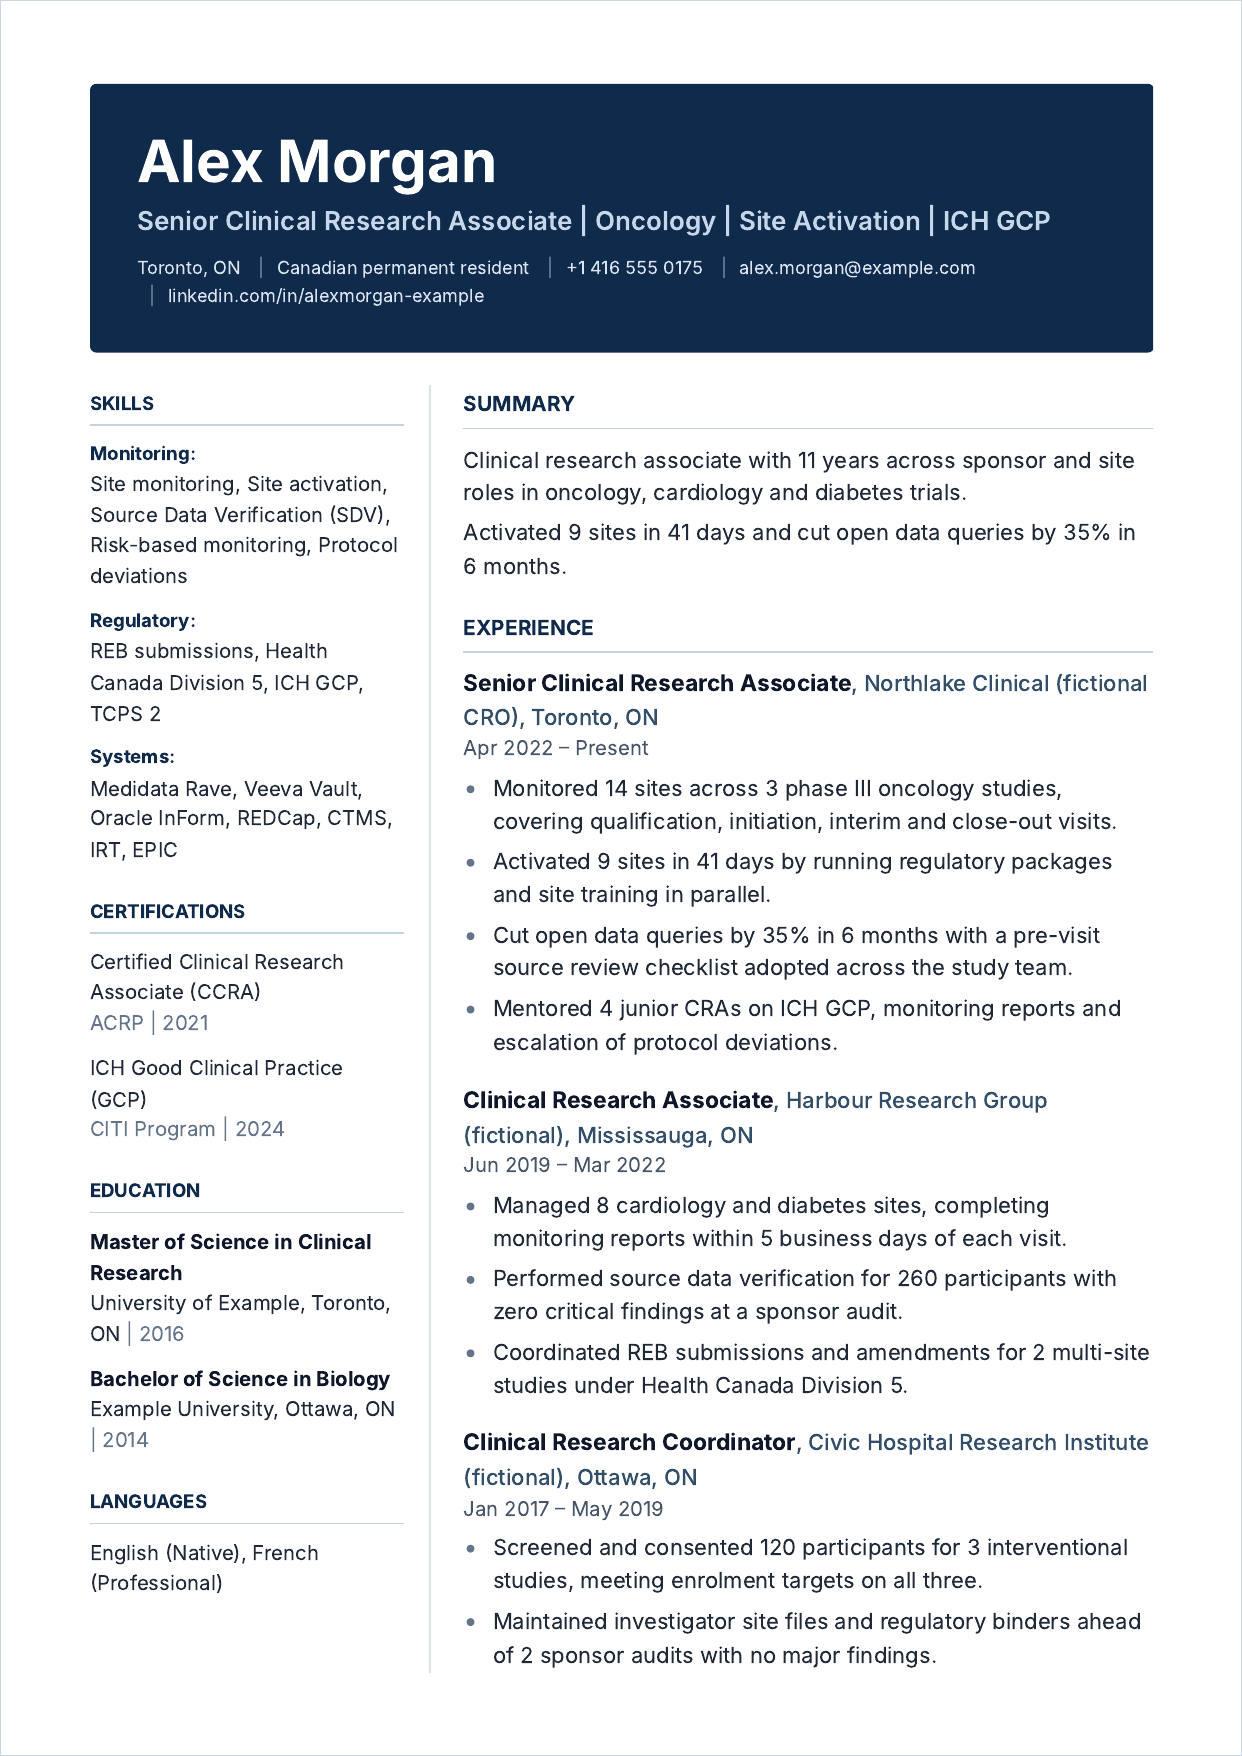 Alex Morgan
Senior Clinical Research Associate | Oncology | Site Activation | ICH GCP
Toronto, ON | Canadian permanent resident | +1 416 555 0175 | alex.morgan@example.com
| linkedin.com/in/alexmorgan-example
SKILLS
Monitoring:
Site monitoring, Site activation,
Source Data Verification (SDV),
Risk-based monitoring, Protocol
deviations
Regulatory:
REB submissions, Health
Canada Division 5, ICH GCP,
TCPS 2
Systems:
Medidata Rave, Veeva Vault,
Oracle InForm, REDCap, CTMS,
IRT, EPIC
CERTIFICATIONS
Certified Clinical Research
Associate (CCRA)
ACRP | 2021
ICH Good Clinical Practice
(GCP)
CITI Program | 2024
EDUCATION
Master of Science in Clinical
Research
University of Example, Toronto,
ON | 2016
Bachelor of Science in Biology
Example University, Ottawa, ON
| 2014
LANGUAGES
English (Native), French
(Professional)
SUMMARY
Clinical research associate with 11 years across sponsor and site
roles in oncology, cardiology and diabetes trials.
Activated 9 sites in 41 days and cut open data queries by 35% in
6 months.
EXPERIENCE
Senior Clinical Research Associate, Northlake Clinical (fictional
CRO), Toronto, ON
Apr 2022 – Present
• Monitored 14 sites across 3 phase III oncology studies,
covering qualification, initiation, interim and close-out visits.
• Activated 9 sites in 41 days by running regulatory packages
and site training in parallel.
• Cut open data queries by 35% in 6 months with a pre-visit
source review checklist adopted across the study team.
• Mentored 4 junior CRAs on ICH GCP, monitoring reports and
escalation of protocol deviations.
Clinical Research Associate, Harbour Research Group
(fictional), Mississauga, ON
Jun 2019 – Mar 2022
• Managed 8 cardiology and diabetes sites, completing
monitoring reports within 5 business days of each visit.
• Performed source data verification for 260 participants with
zero critical findings at a sponsor audit.
• Coordinated REB submissions and amendments for 2 multi-site
studies under Health Canada Division 5.
Clinical Research Coordinator, Civic Hospital Research Institute
(fictional), Ottawa, ON
Jan 2017 – May 2019
• Screened and consented 120 participants for 3 interventional
studies, meeting enrolment targets on all three.
• Maintained investigator site files and regulatory binders ahead
of 2 sponsor audits with no major findings.